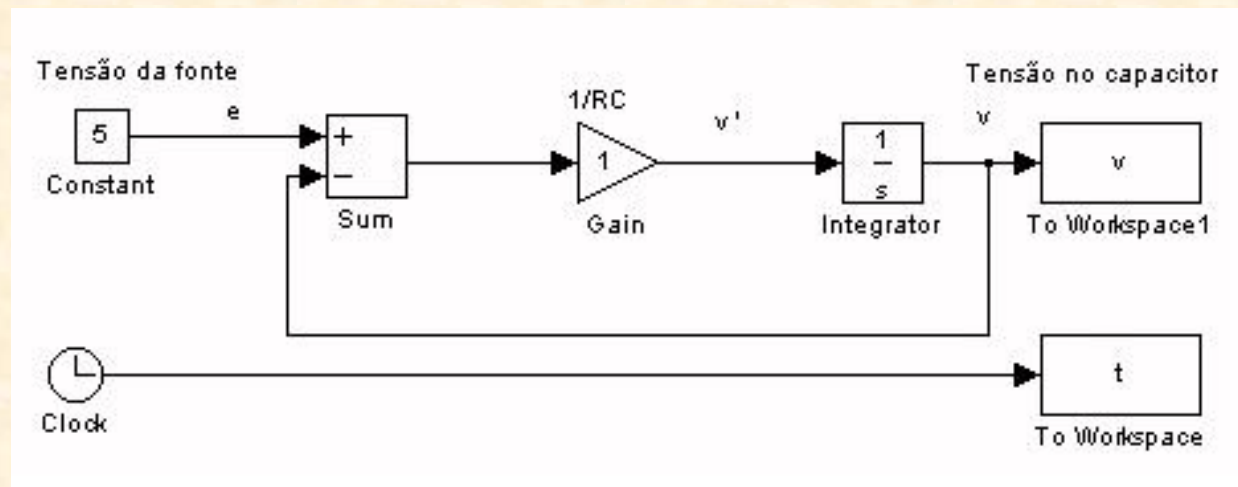 Tensão da fonte
Tensão no capacitor
1/RC
e
v'
v
5
+
−
1
1
s
v
Constant
Sum
Gain
Integrator
To Workspace1
t
Clock
To Workspace